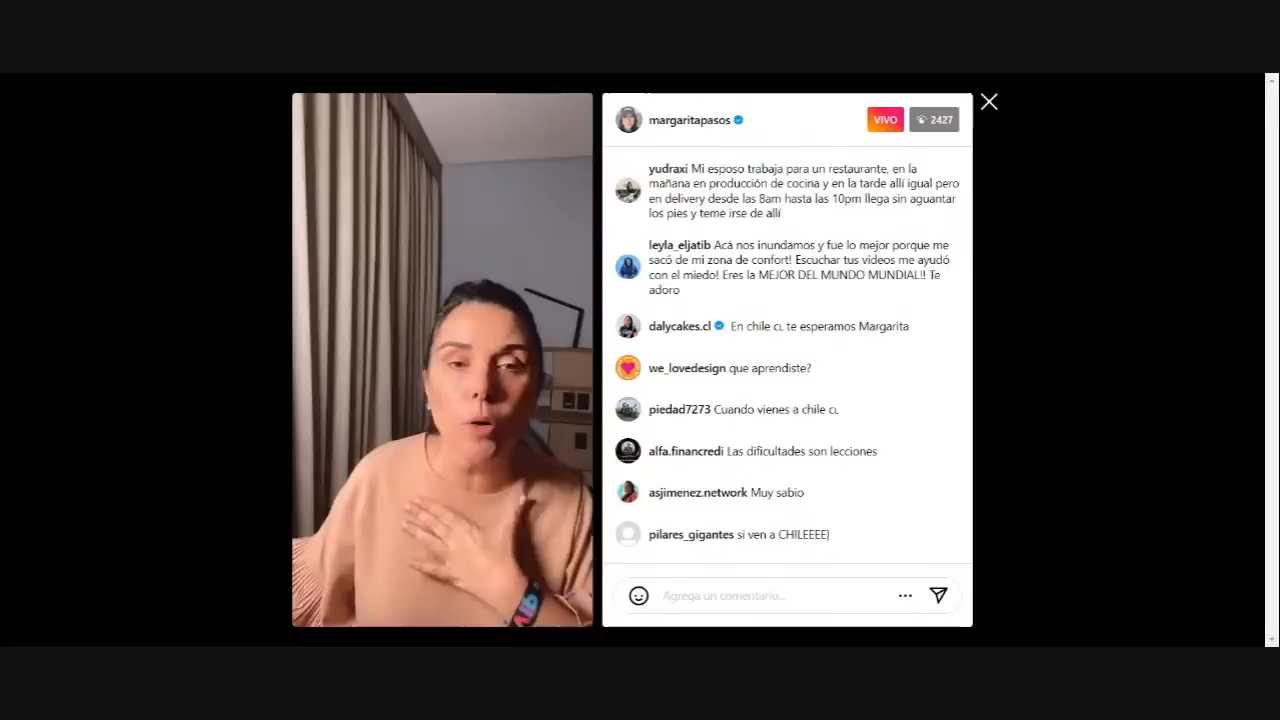 margaritapasos
VIVO
2427
yudraxi Mi esposo trabaja para un restaurante, en la
mañana en producción de cocina y en la tarde allí igual pero
en delivery desde las 8am hasta las 10pm llega sin aguantar
los pies y teme irse de allí
leyla_eljatib Acá nos inundamos y fue lo mejor porque me
sacó de mi zona de confort! Escuchar tus videos me ayudó
con el miedo! Eres la MEJOR DEL MUNDO MUNDIAL!! Te
adoro
dalycakes.cl En chile CL te esperamos Margarita
we_lovedesign que aprendiste?
piedad7273 Cuando vienes a chile CL
alfa.financredi Las dificultades son lecciones
asjimenez.network Muy sabio
pilares_gigantes si ven a CHILEEEE)
Agrega un comentario...